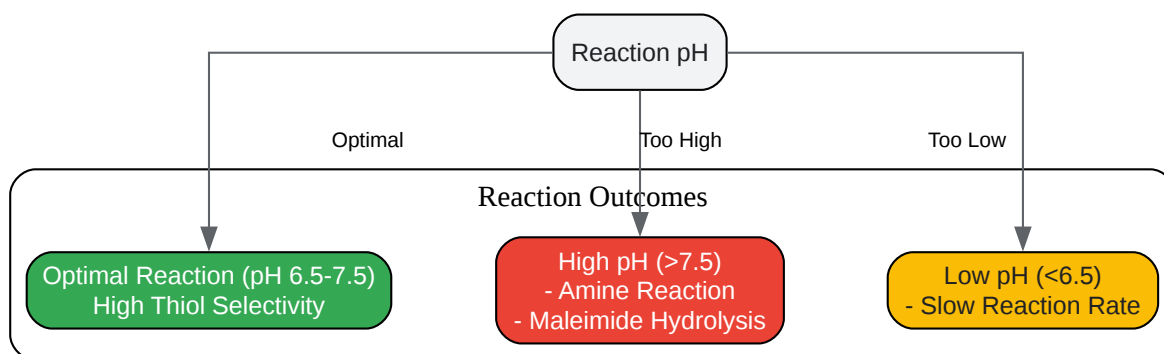 Reaction pH
Optimal
Too High
Too Low
Reaction Outcomes
Optimal Reaction (pH 6.5-7.5)
High Thiol Selectivity
High pH (>7.5)
- Amine Reaction
- Maleimide Hydrolysis
Low pH (<6.5)
- Slow Reaction Rate